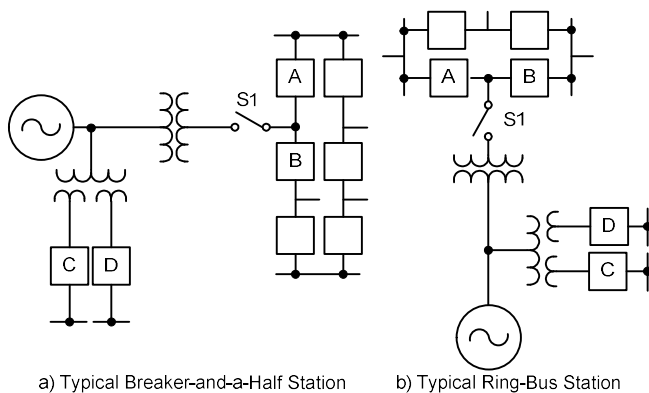 A
B
S1
A
B
S1
C
D
D
C
a) Typical Breaker-and-a-Half Station
b) Typical Ring-Bus Station